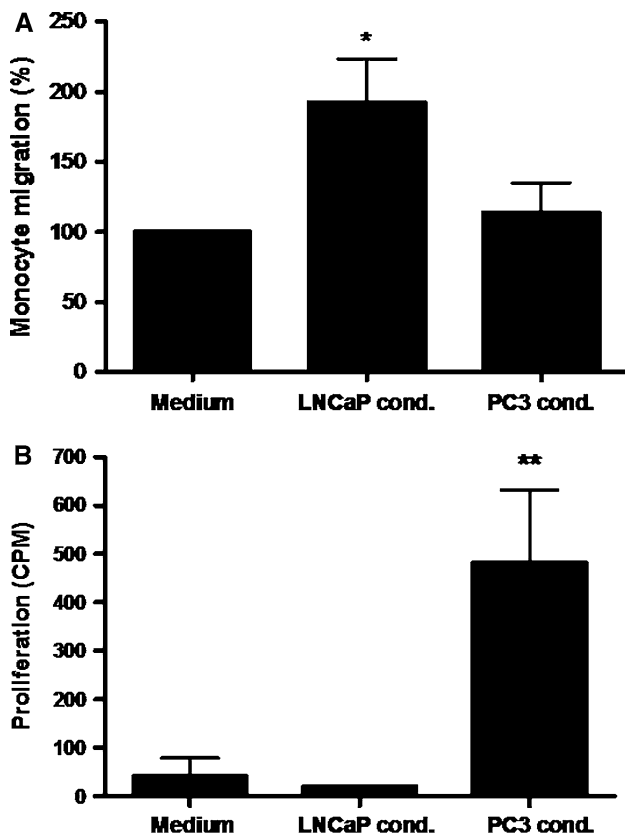 A
Monocyte migration (%)
250
200
150
100
50
0
*
Medium LNCaP cond. PC3 cond.
B
Proliferation (CPM)
700
600
500
400
300
200
100
0
**
Medium LNCaP cond. PC3 cond.